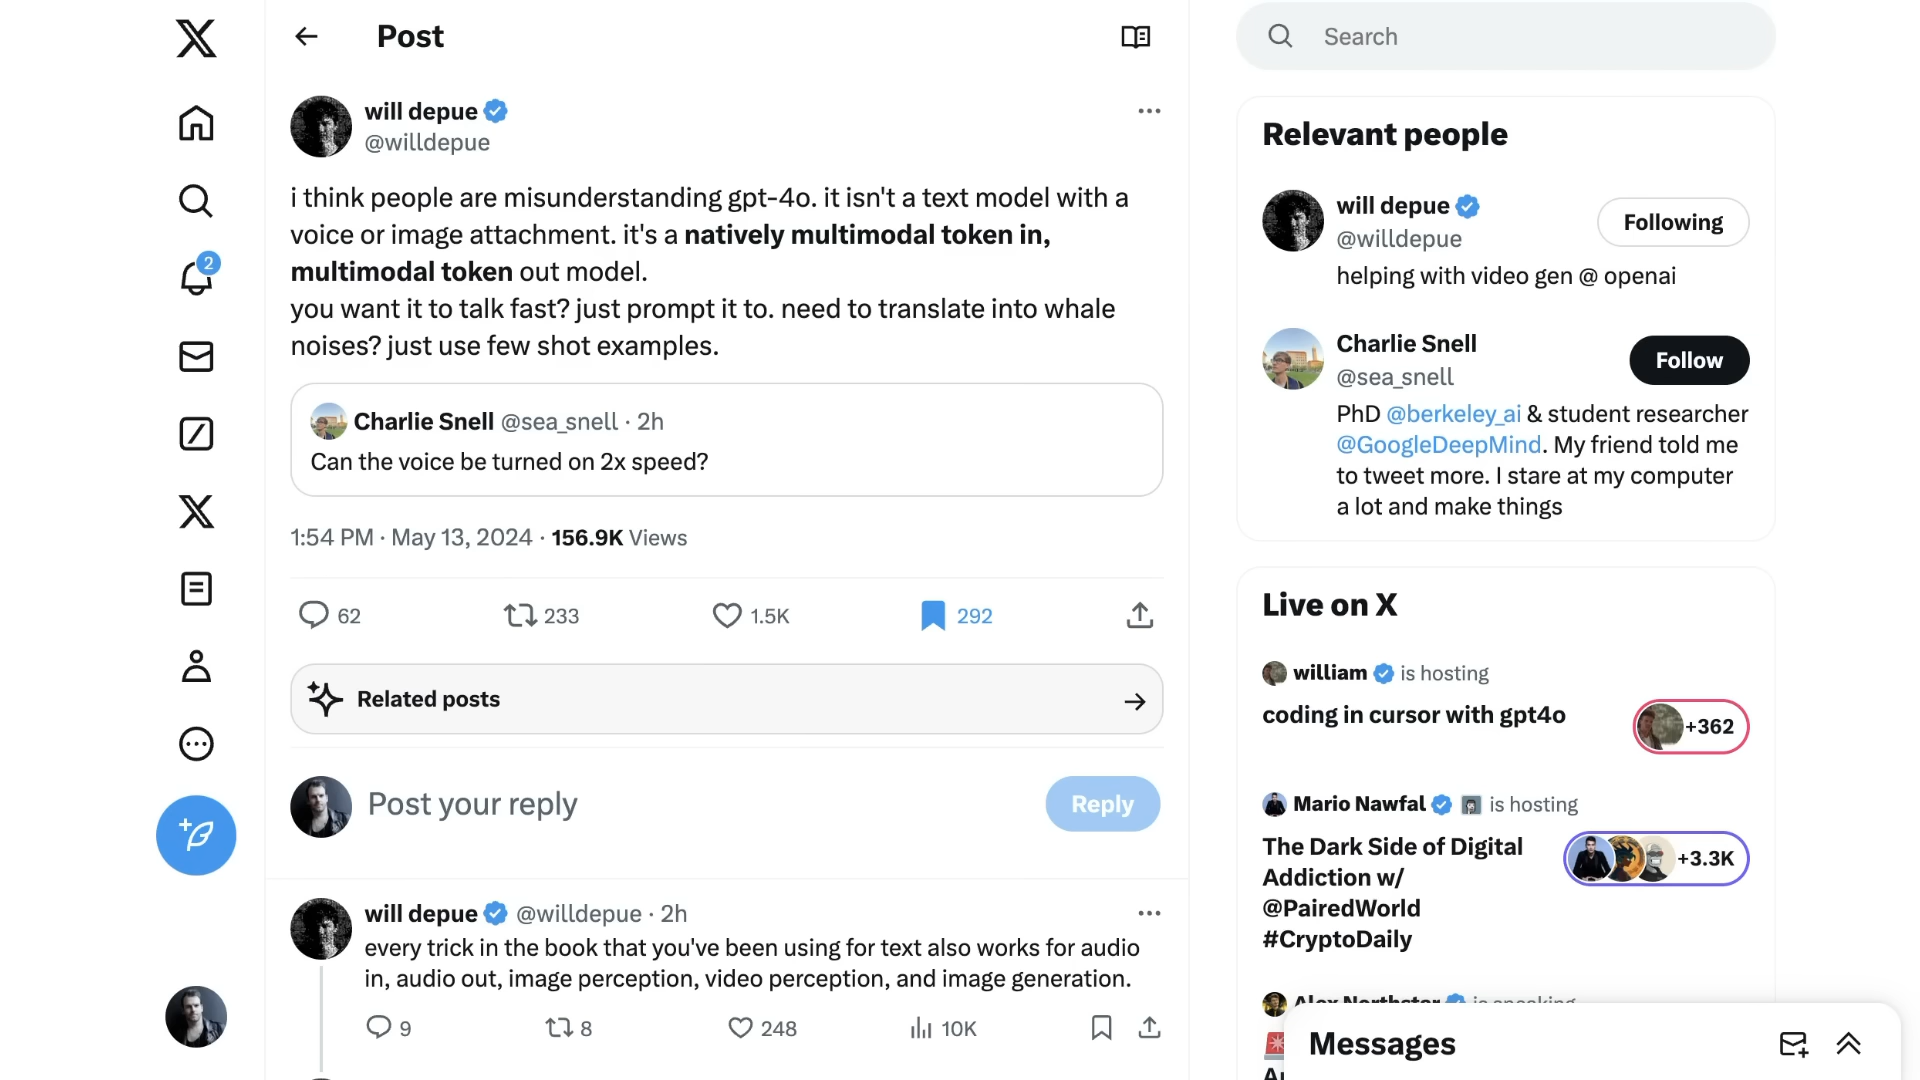 Post
will depue
@willdepue
i think people are misunderstanding gpt-4o. it isn't a text model with a
voice or image attachment. it's a natively multimodal token in,
multimodal token out model.
you want it to talk fast? just prompt it to. need to translate into whale
noises? just use few shot examples.
Charlie Snell @sea_snell · 2h
Can the voice be turned on 2x speed?
1:54 PM · May 13, 2024 · 156.9K Views
62 233 1.5K 292
Related posts
Post your reply
Reply
will depue @willdepue · 2h
every trick in the book that you've been using for text also works for audio
in, audio out, image perception, video perception, and image generation.
9 8 248 10K
2
Search
Relevant people
will depue
@willdepue
Following
helping with video gen @ openai
Charlie Snell
@sea_snell
Follow
PhD @berkeley_ai & student researcher
@GoogleDeepMind. My friend told me
to tweet more. I stare at my computer
a lot and make things
Live on X
william is hosting
coding in cursor with gpt4o
+362
Mario Nawfal is hosting
The Dark Side of Digital
Addiction w/
@PairedWorld
#CryptoDaily
+3.3K
Alex Northstar is speaking
Messages